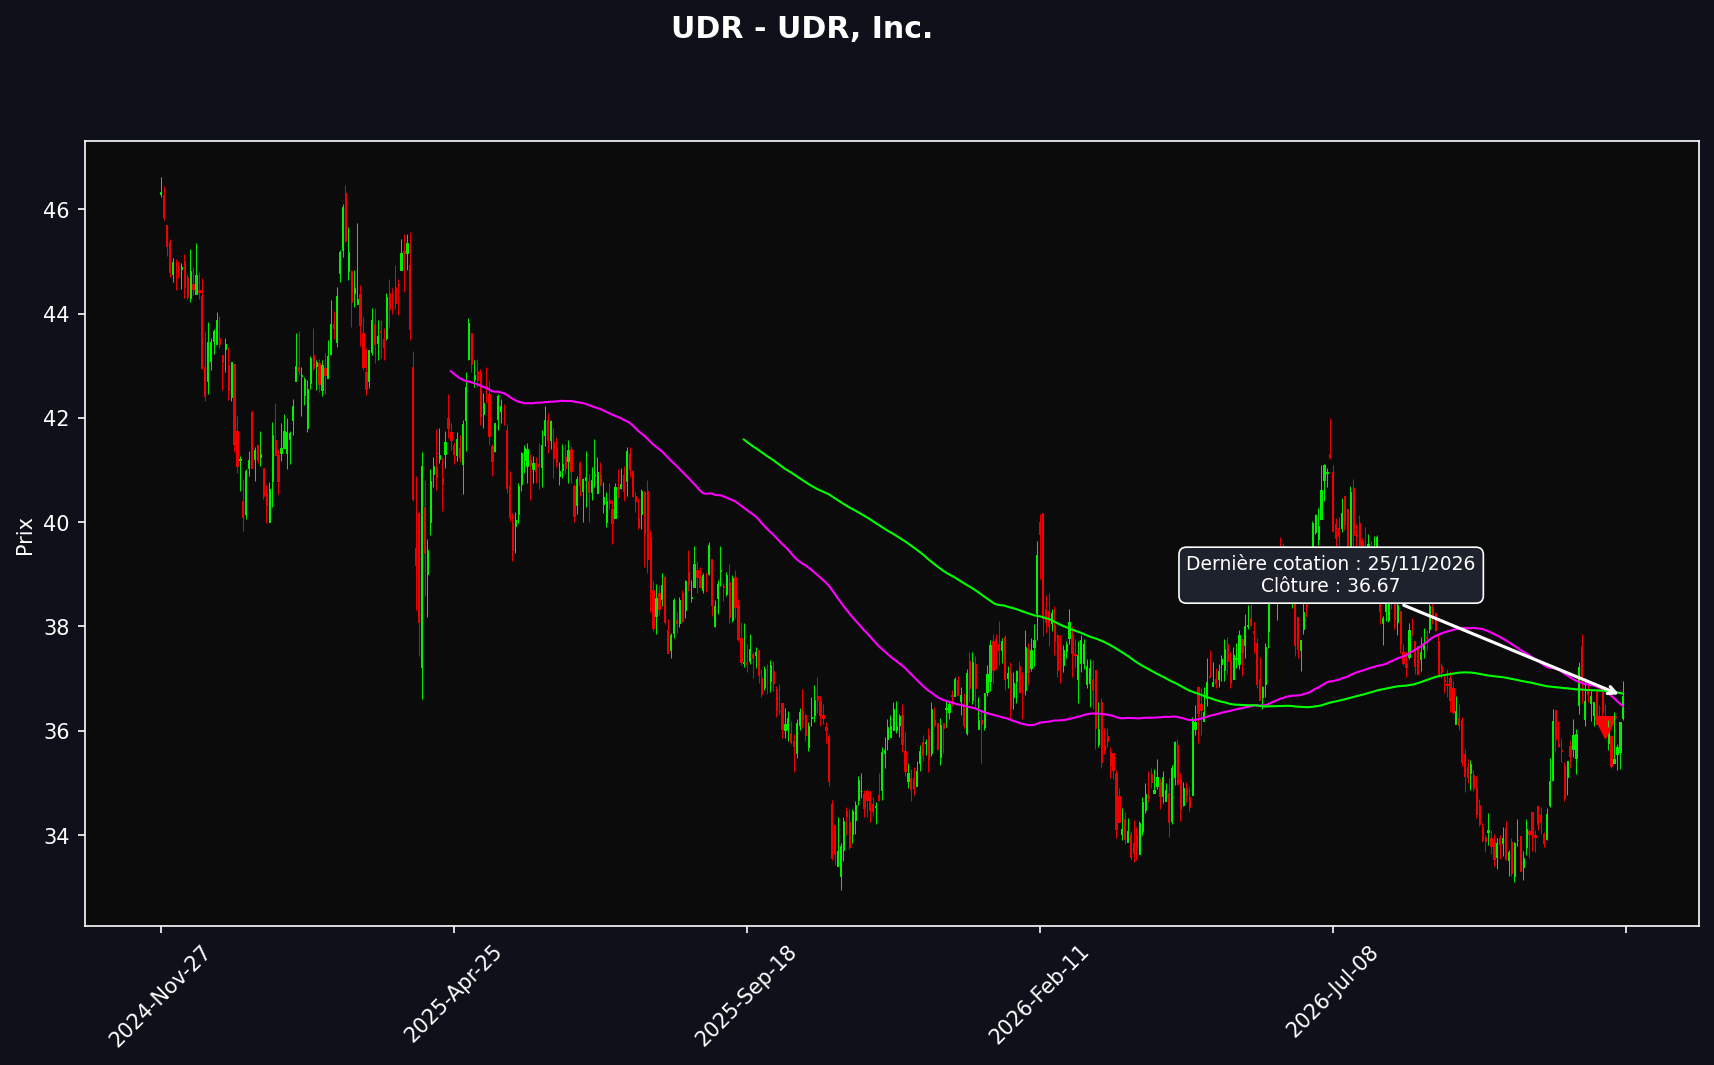 UDR - UDR, Inc.
Prix
46
44
42
40
38
36
34
Dernière cotation : 25/11/2026
Clôture : 36.67
2024-Nov-27
2025-Apr-25
2025-Sep-18
2026-Feb-11
2026-Jul-08